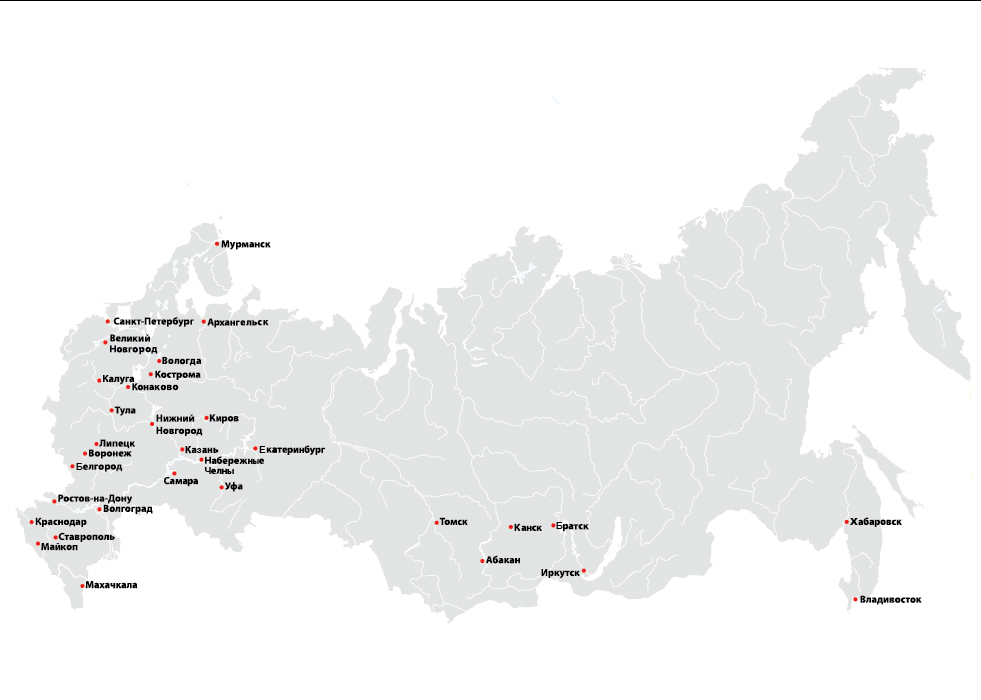 Мурманск
Санкт-Петербург
Архангельск
Великий
Новгород
Вологда
Кострома
Калуга
Конаково
Тула
Нижний
Новгород
Киров
Липецк
Воронеж
Казань
Екатеринбург
Набережные
Челны
Белгород
Самара
Уфа
Ростов-на-Дону
Волгоград
Краснодар
Томск
Канск
Братск
Хабаровск
Ставрополь
Майкоп
Абакан
Иркутск
Махачкала
Владивосток